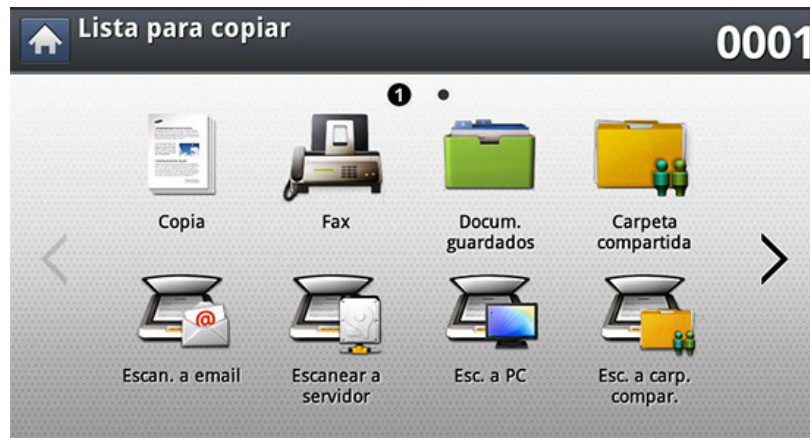 Lista para copiar
0001
1
Copia
Fax
Docum.
guardados
Carpeta
compartida
@
Escan. a email
Escanear a
servidor
Esc. a PC
Esc. a carp.
compar.